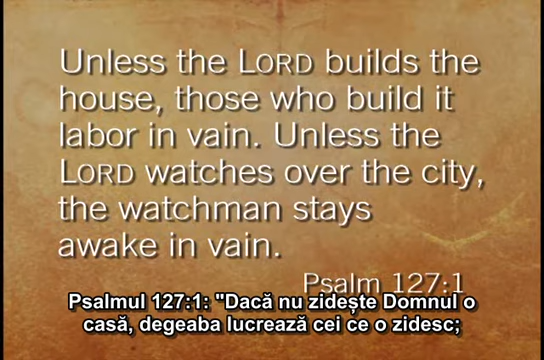 Unless the LORD builds the
house, those who build it
labor in vain. Unless the
LORD watches over the city,
the watchman stays
awake in vain.
Psalm 127:1
Psalmul 127:1: "Dacă nu zidește Domnul o
casă, degeaba lucrează cei ce o zidesc;